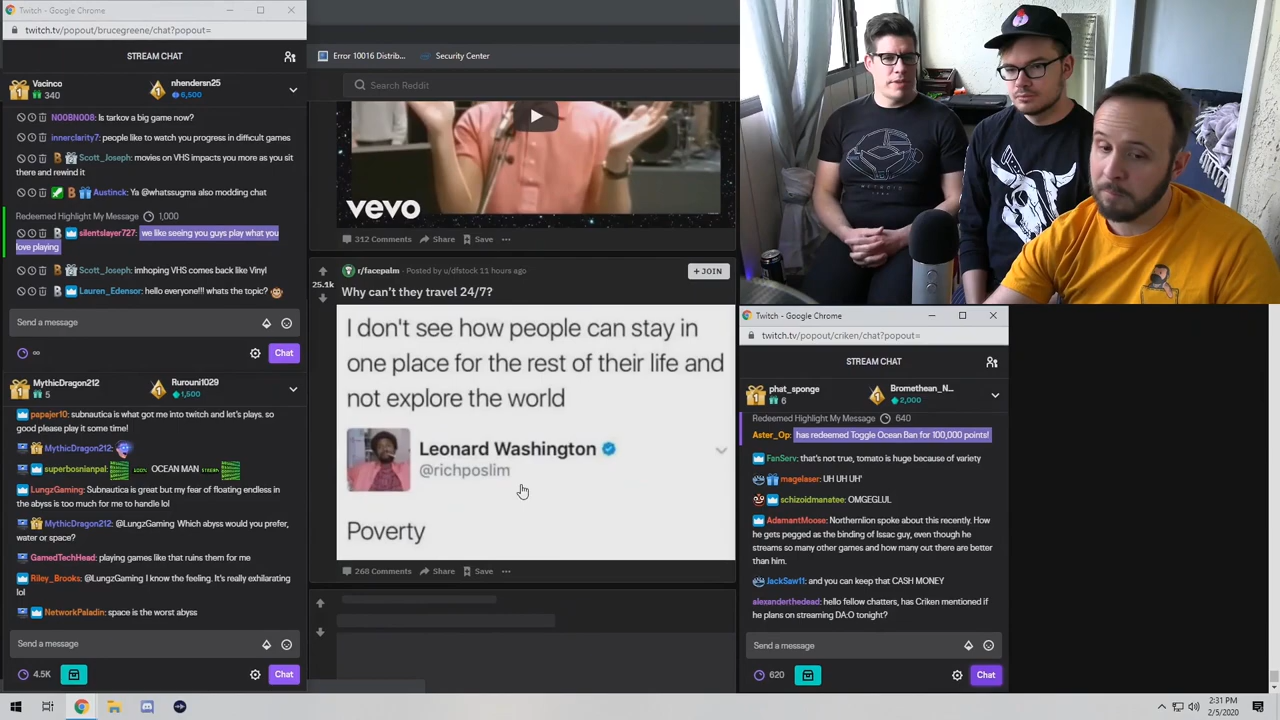 Twitch - Google Chrome
twitch.tv/popout/brucegreene/chat?popout=
STREAM CHAT
Vacinco
340
nhersdersn25
6,500
N00BN008: Is tarkov a big game now?
innerclarity7: people like to watch you progress in difficult games
Scott_Joseph: movies on VHS impacts you more as you sit
there and rewind it
Austinck: Ya @whatssugma also modding chat
Redeemed Highlight My Message 1,000
silentslayer727: we like seeing you guys play what you
love playing
Scott_Joseph: imhoping VHS comes back like Vinyl
Lauren_Edensor: hello everyone!!! whats the topic?
Send a message
∞
Chat
MythicDragon212
5
Rurouni1029
1,500
papajer10: subnautica is what got me into twitch and let's plays. so
good please play it some time!
MythicDragon212:
superbosnianpal: OCEAN MAN
LungzGaming: Subnautica is great but my fear of floating endless in
the abyss is too much for me to handle lol
MythicDragon212: @LungzGaming Which abyss would you prefer,
water or space?
GamedTechHead: playing games like that ruins them for me
Riley_Brooks: @LungzGaming I know the feeling. It's really exhilarating
lol
NetworkPaladin: space is the worst abyss
Send a message
4.5K
Chat
Error 10016 Distrib...
Security Center
Search Reddit
vevo
312 Comments Share Save
25.1k
r/facepalm • Posted by u/dfstock 11 hours ago
+ JOIN
Why can't they travel 24/7?
I don't see how people can stay in
one place for the rest of their life and
not explore the world
Leonard Washington
@richposlim
Poverty
268 Comments Share Save
Twitch - Google Chrome
twitch.tv/popout/criken/chat?popout=
STREAM CHAT
phat_sponge
6
Bromethean_N...
2,000
Redeemed Highlight My Message 640
Aster_Op: has redeemed Toggle Ocean Ban for 100,000 points!
FanServ: that's not true, tomato is huge because of variety
magelaser: UH UH UH'
schizoidmanatee: OMGEGLUL
AdamantMoose: Northernlion spoke about this recently. How
he gets pegged as the binding of Issac guy, even though he
streams so many other games and how many out there are better
than him.
JackSaw11: and you can keep that CASH MONEY
alexanderthedead: hello fellow chatters, has Criken mentioned if
he plans on streaming DA:O tonight?
Send a message
620
Chat
2:31 PM
2/5/2020